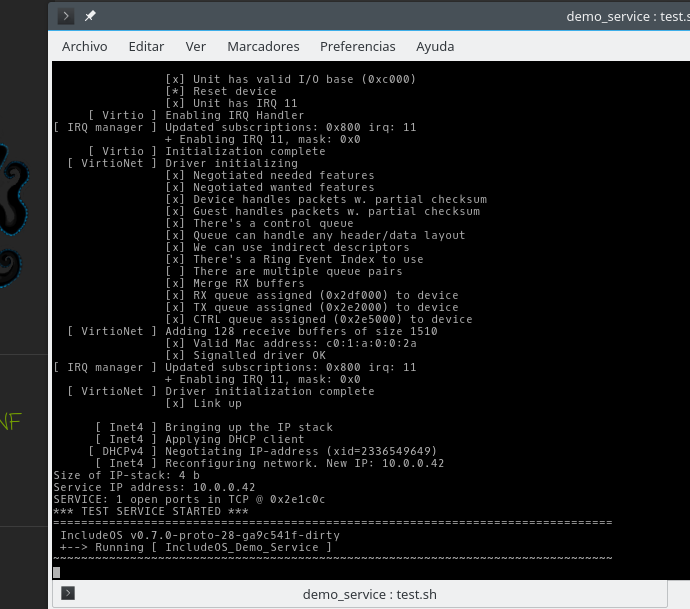 demo_service : test.s
Archivo Editar Ver Marcadores Preferencias Ayuda
[x] Unit has valid I/O base (0xc000)
[*] Reset device
[x] Unit has IRQ 11
[ Virtio ] Enabling IRQ Handler
[ IRQ manager ] Updated subscriptions: 0x800 irq: 11
+ Enabling IRQ 11, mask: 0x0
[ Virtio ] Initialization complete
[ VirtioNet ] Driver initializing
[x] Negotiated needed features
[x] Negotiated wanted features
[x] Device handles packets w. partial checksum
[x] Guest handles packets w. partial checksum
[x] There's a control queue
[x] Queue can handle any header/data layout
[x] We can use indirect descriptors
[x] There's a Ring Event Index to use
[ ] There are multiple queue pairs
[x] Merge RX buffers
[x] RX queue assigned (0x2df000) to device
[x] TX queue assigned (0x2e2000) to device
[x] CTRL queue assigned (0x2e5000) to device
[ VirtioNet ] Adding 128 receive buffers of size 1510
[x] Valid Mac address: c0:1:a:0:0:2a
[x] Signalled driver OK
[ IRQ manager ] Updated subscriptions: 0x800 irq: 11
+ Enabling IRQ 11, mask: 0x0
[ VirtioNet ] Driver initialization complete
[x] Link up
NF
[ Inet4 ] Bringing up the IP stack
[ Inet4 ] Applying DHCP client
[ DHCPv4 ] Negotiating IP-address (xid=2336549649)
[ Inet4 ] Reconfiguring network. New IP: 10.0.0.42
Size of IP-stack: 4 b
Service IP address: 10.0.0.42
SERVICE: 1 open ports in TCP @ 0x2e1c0c
*** TEST SERVICE STARTED ***
================================================================================
IncludeOS v0.7.0-proto-28-ga9c541f-dirty
+--> Running [ IncludeOS_Demo_Service ]
~~~~~~~~~~~~~~~~~~~~~~~~~~~~~~~~~~~~~~~~~~~~~~~~~~~~~~~~~~~~~~~~~~~~~~~~~~~~~~~~
demo_service : test.sh